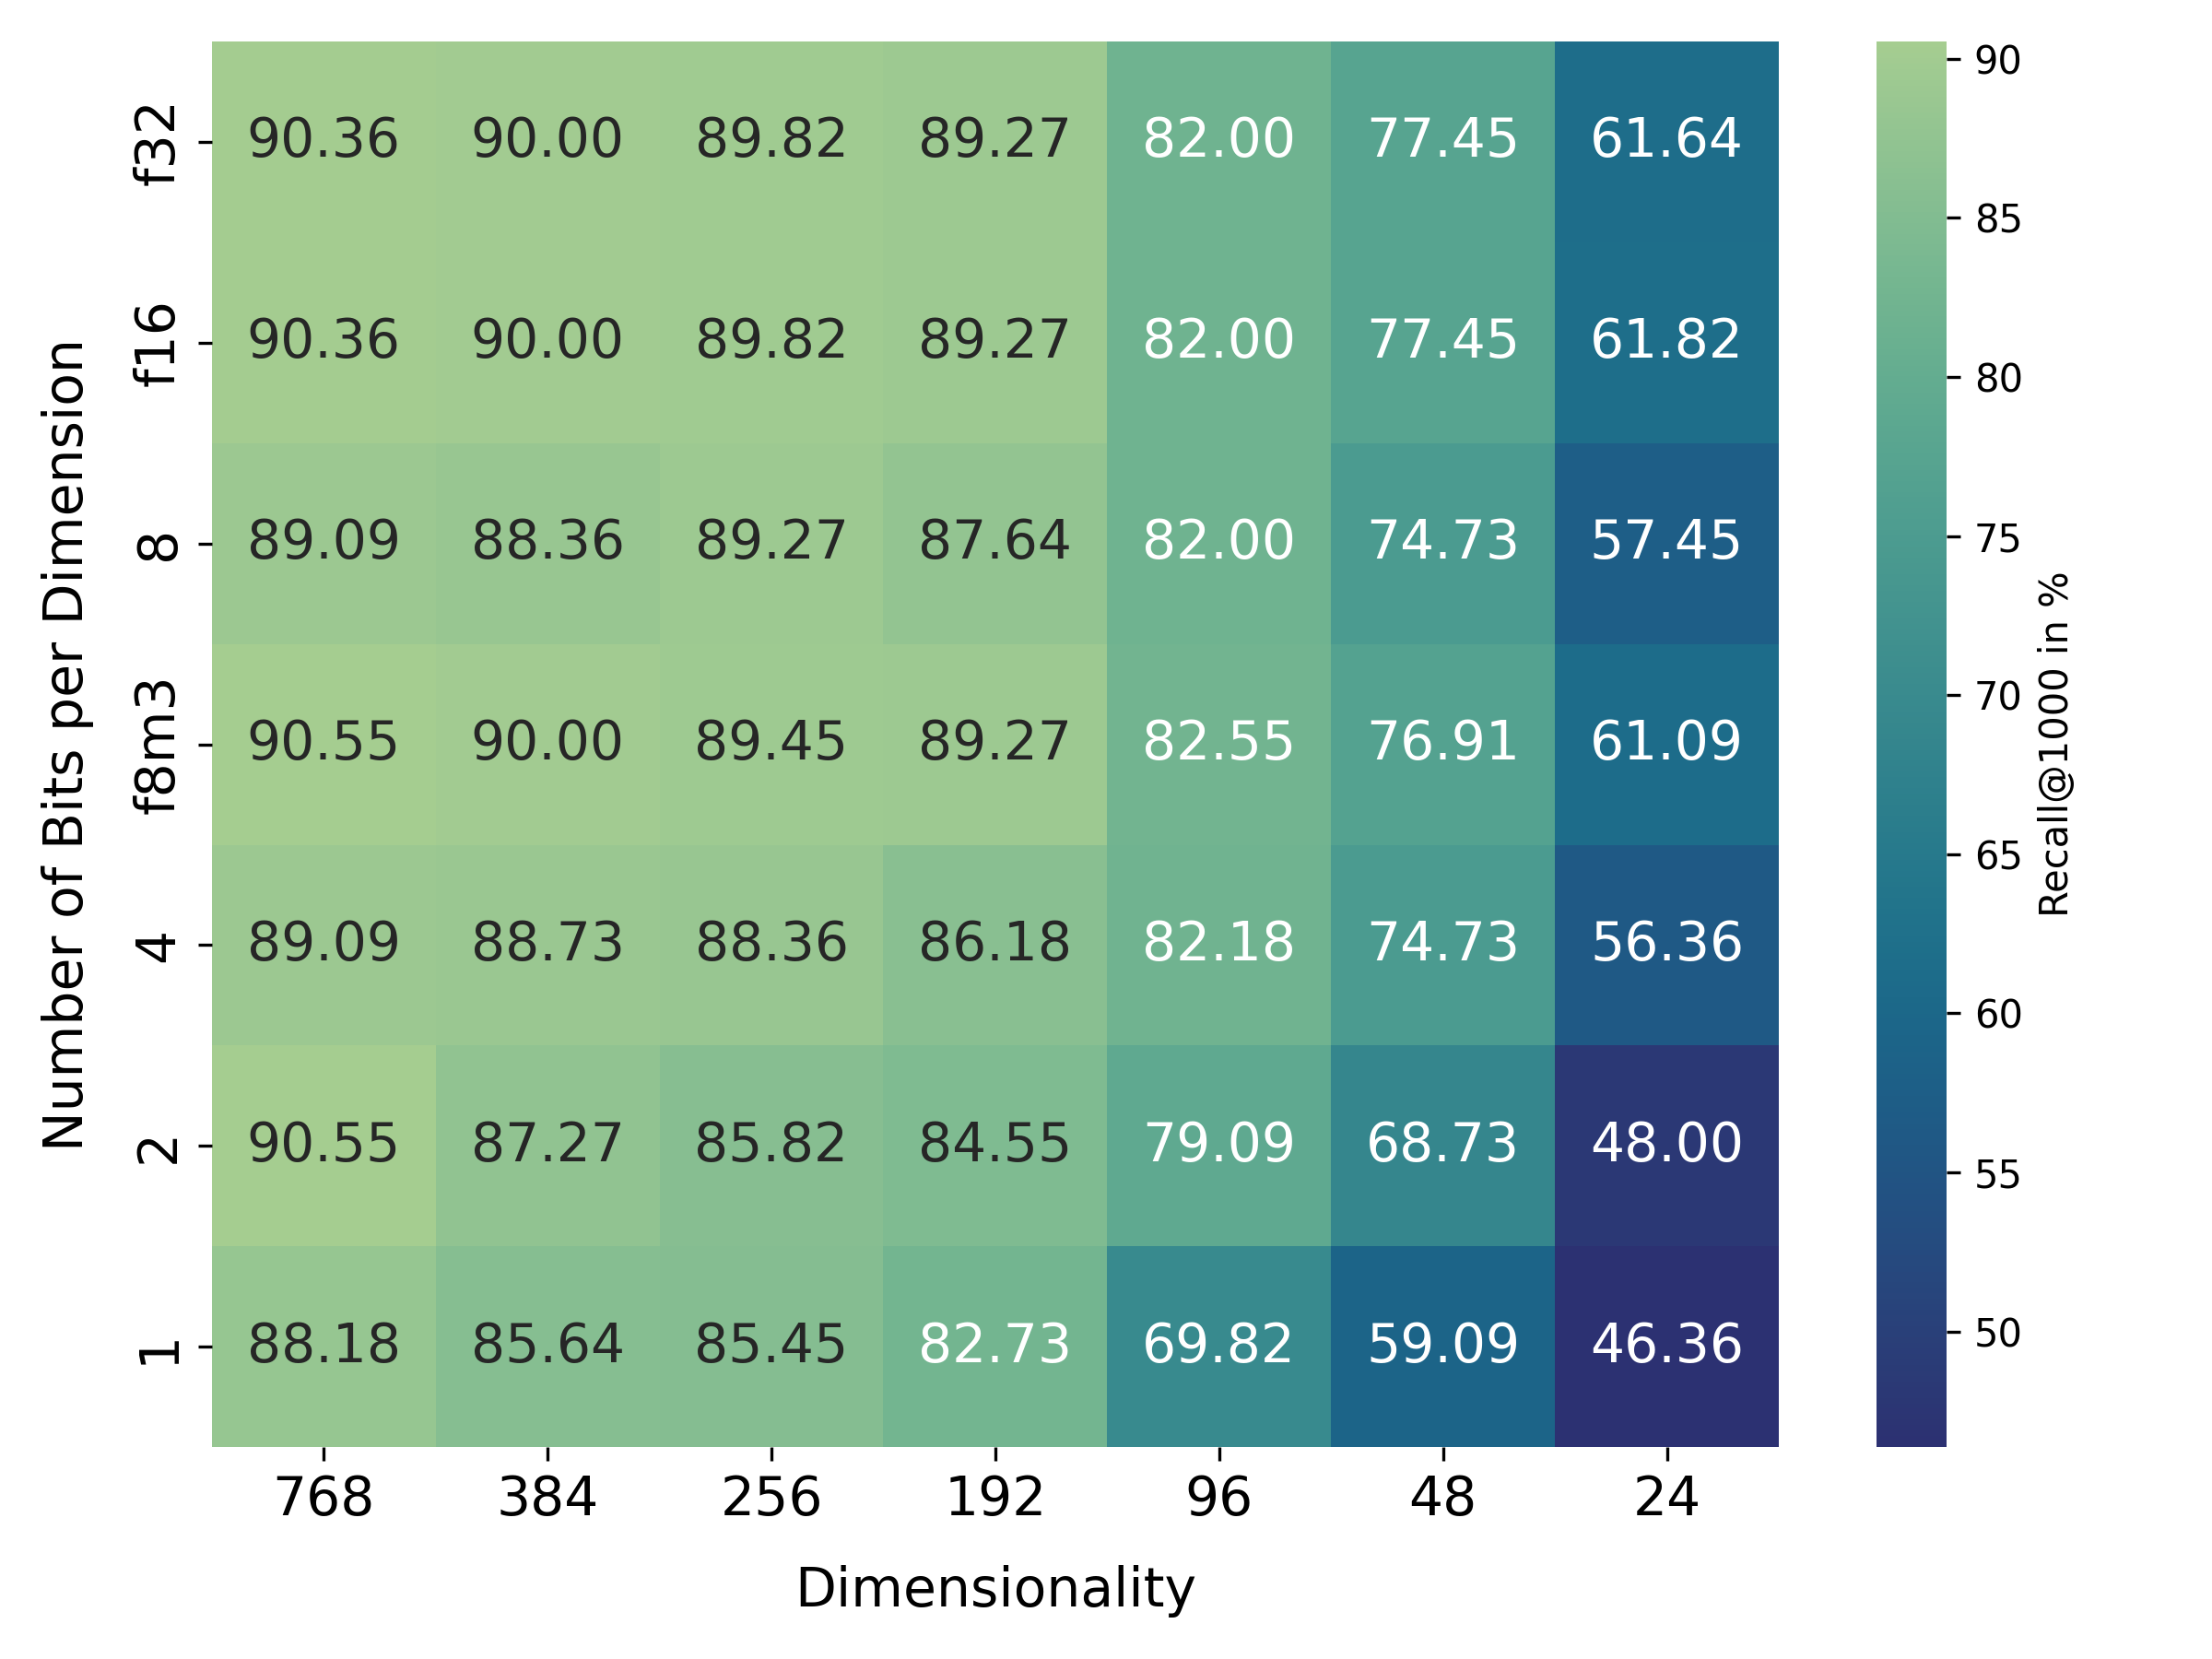 Number of Bits per Dimension
f32 90.36 90.00 89.82 89.27 82.00 77.45 61.64
f16 90.36 90.00 89.82 89.27 82.00 77.45 61.82
8 89.09 88.36 89.27 87.64 82.00 74.73 57.45
f8m3 90.55 90.00 89.45 89.27 82.55 76.91 61.09
4 89.09 88.73 88.36 86.18 82.18 74.73 56.36
2 90.55 87.27 85.82 84.55 79.09 68.73 48.00
1 88.18 85.64 85.45 82.73 69.82 59.09 46.36
768 384 256 192 96 48 24
Dimensionality
90
85
80
75
70
65
60
55
50
Recall@1000 in %